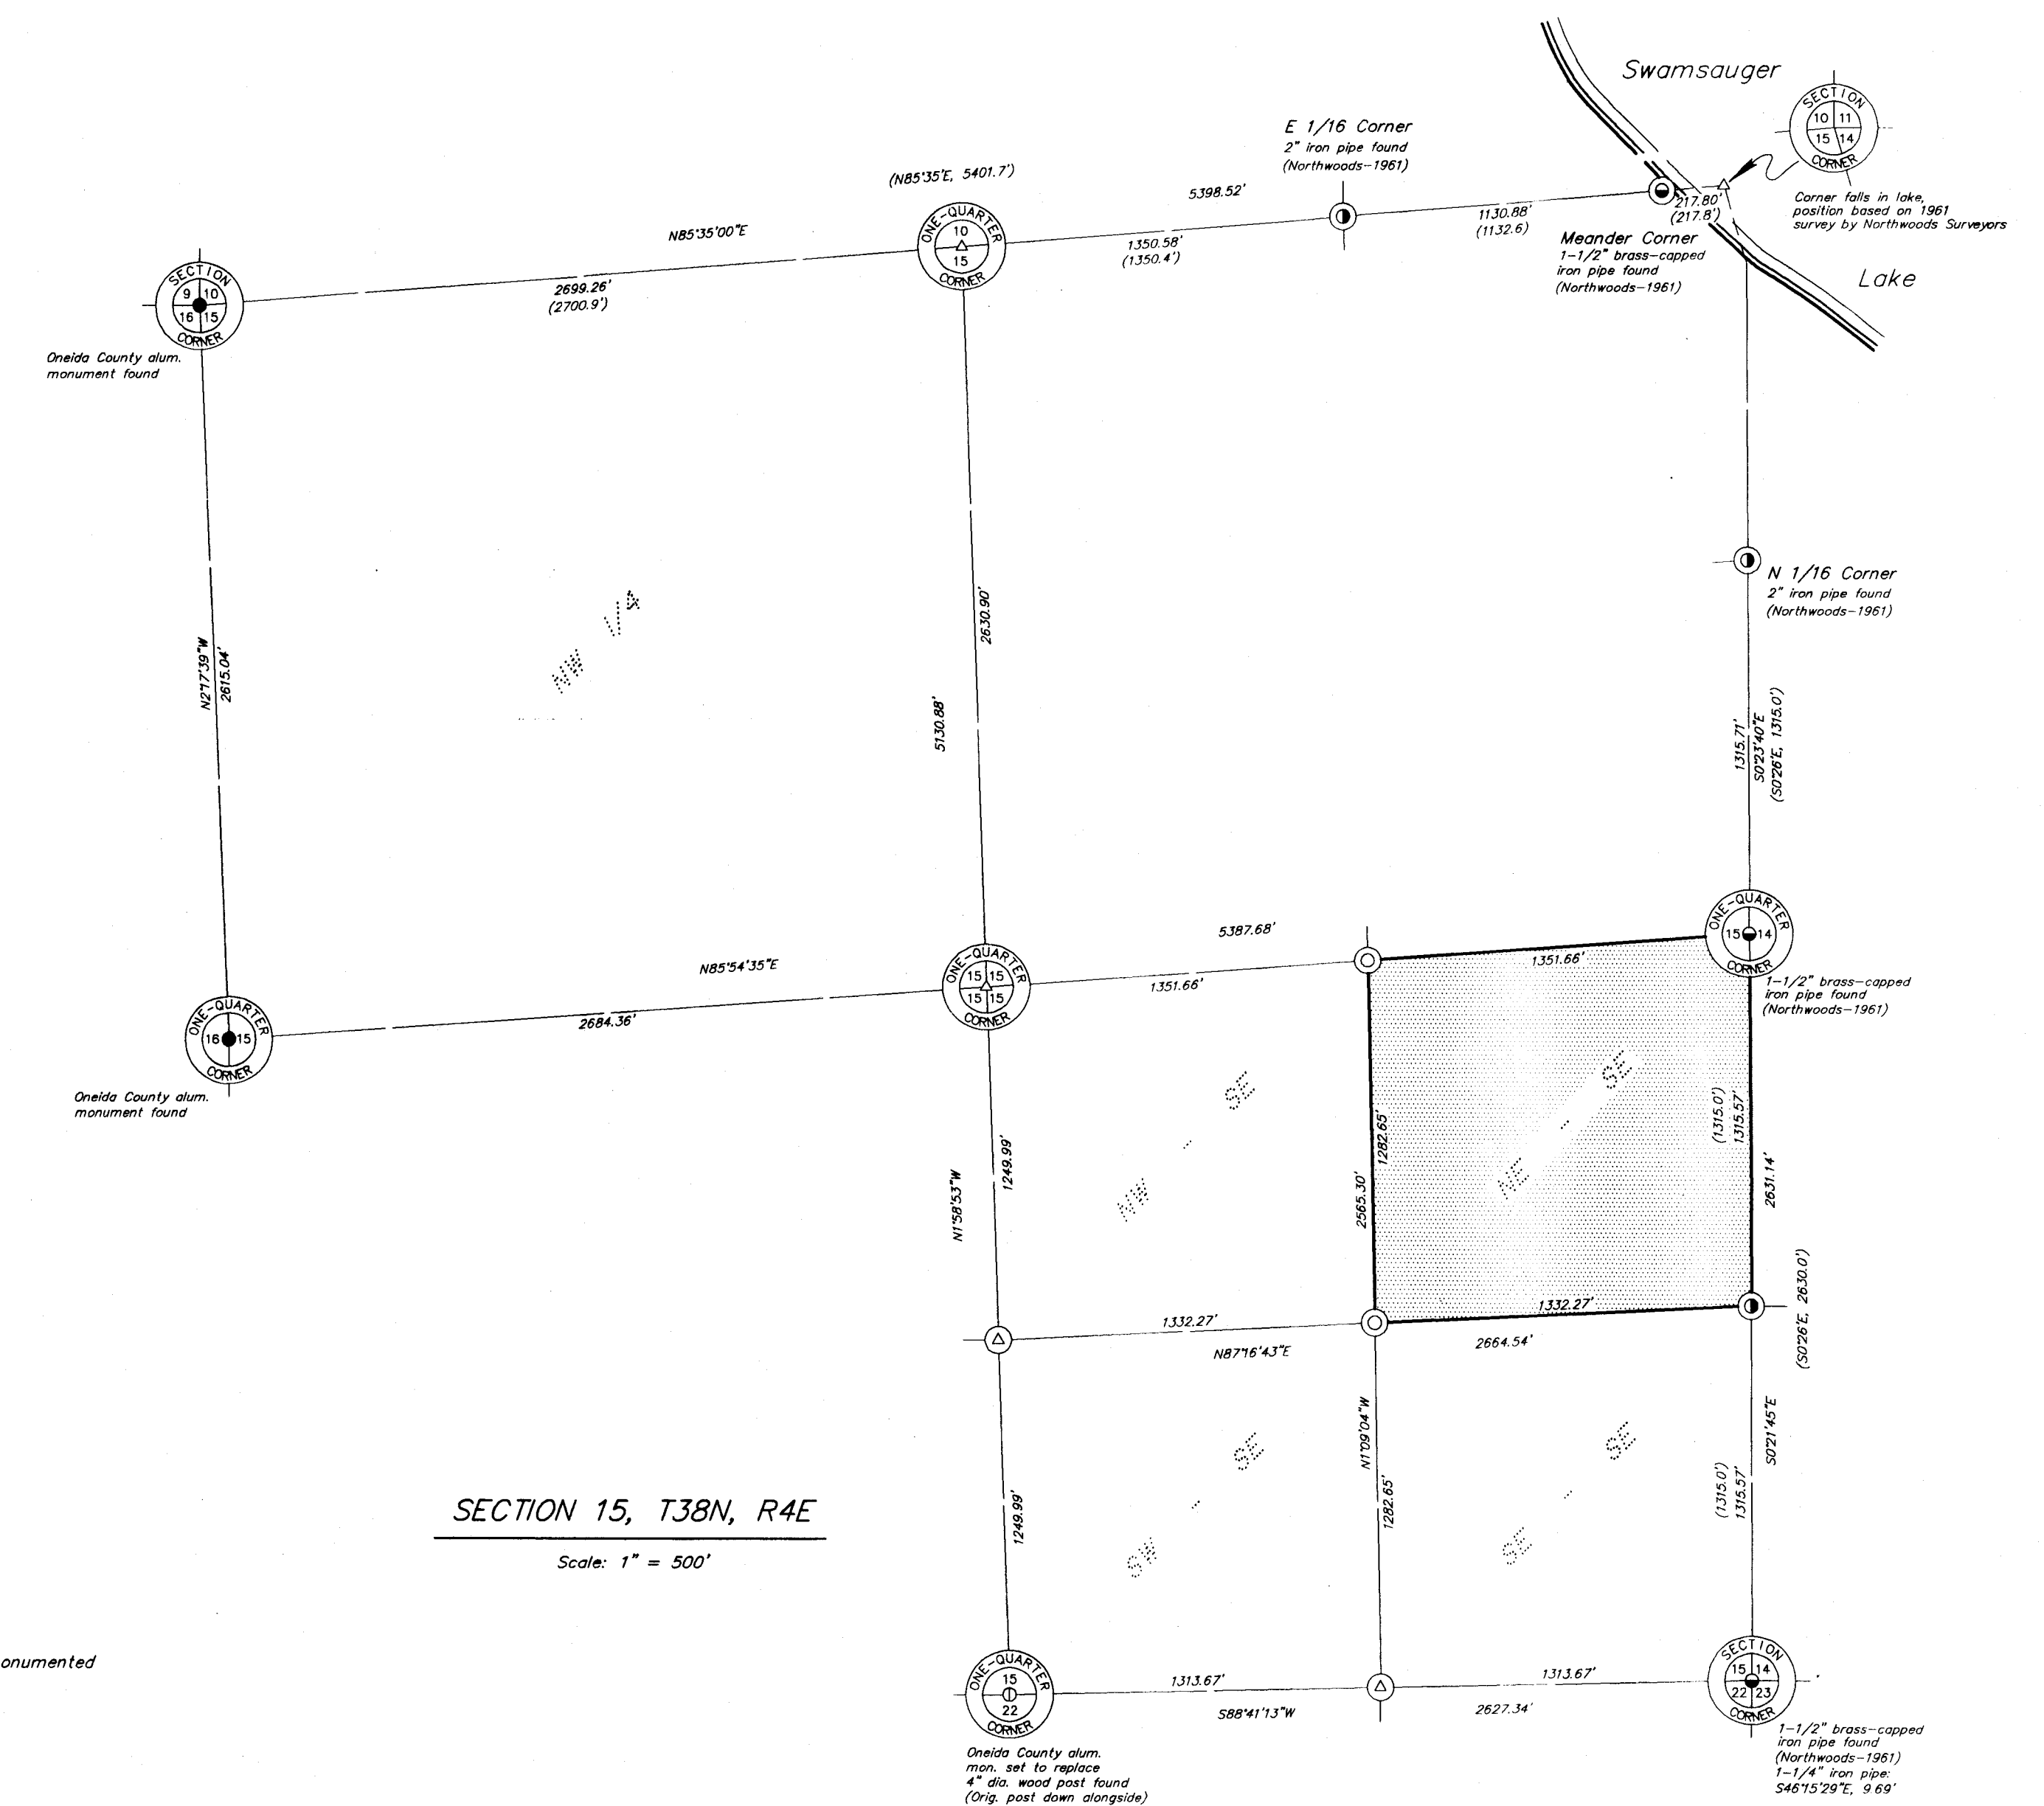 Swamsauger
SECTION
10 11
15 14
CORNER
Corner falls in lake,
position based on 1961
survey by Northwoods Surveyors
Lake
E 1/16 Corner
2" iron pipe found
(Northwoods-1961)
(N85°35'E, 5401.7')
5398.52'
N85°35'00"E
2699.26'
(2700.9')
ONE-QUARTER
10
15
CORNER
1350.58'
(1350.4')
1130.88'
(1132.6)
217.80'
(217.8')
Meander Corner
1-1/2" brass-capped
iron pipe found
(Northwoods-1961)
SECTION
9 10
16 15
CORNER
Oneida County alum.
monument found
N2°17'39"W
2615.04'
NW 1/4
2630.90'
5130.88'
N 1/16 Corner
2" iron pipe found
(Northwoods-1961)
1315.71'
S0°23'40"E
(S0°26'E, 1315.0')
ONE-QUARTER
16 15
CORNER
Oneida County alum.
monument found
N85°54'35"E
2684.36'
ONE-QUARTER
15 15
15 15
CORNER
5387.68'
1351.66'
1351.66'
ONE-QUARTER
15 14
CORNER
1-1/2" brass-capped
iron pipe found
(Northwoods-1961)
N1°58'53"W
1249.99'
NW - SE
2565.30'
1282.65'
NE - SE
(1315.0')
1315.57'
2631.14'
(S0°26'E, 2630.0')
1332.27'
N87°16'43"E
1332.27'
2664.54'
1249.99'
SW - SE
N1°09'04"W
1282.65'
SE - SE
(1315.0')
1315.57'
S0°21'45"E
SECTION 15, T38N, R4E
Scale: 1" = 500'
onumented
ONE-QUARTER
15
22
CORNER
Oneida County alum.
mon. set to replace
4" dia. wood post found
(Orig. post down alongside)
1313.67'
S88°41'13"W
1313.67'
2627.34'
SECTION
15 14
22 23
CORNER
1-1/2" brass-capped
iron pipe found
(Northwoods-1961)
1-1/4" iron pipe:
S46°15'29"E, 9.69'